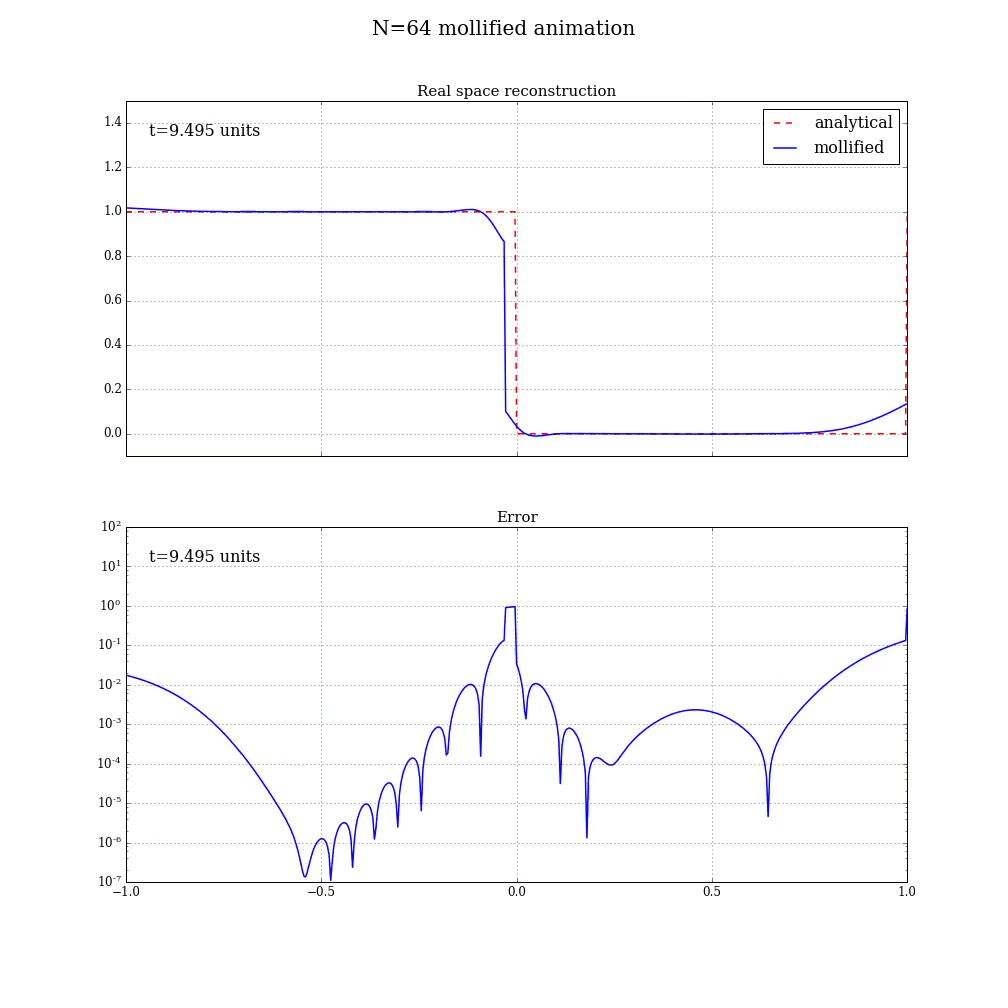 N=64 mollified animation
Real space reconstruction
t=9.495 units
analytical
mollified
1.4
1.2
1.0
0.8
0.6
0.4
0.2
0.0
Error
t=9.495 units
10²
10¹
10⁰
10⁻¹
10⁻²
10⁻³
10⁻⁴
10⁻⁵
10⁻⁶
10⁻⁷
−1.0 −0.5 0.0 0.5 1.0